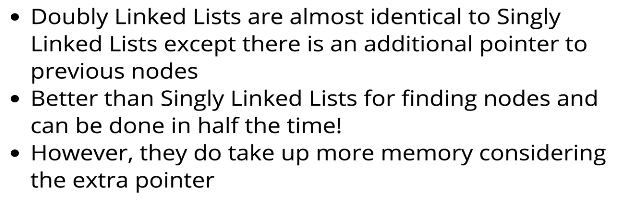 • Doubly Linked Lists are almost identical to Singly
Linked Lists except there is an additional pointer to
previous nodes
• Better than Singly Linked Lists for finding nodes and
can be done in half the time!
• However, they do take up more memory considering
the extra pointer